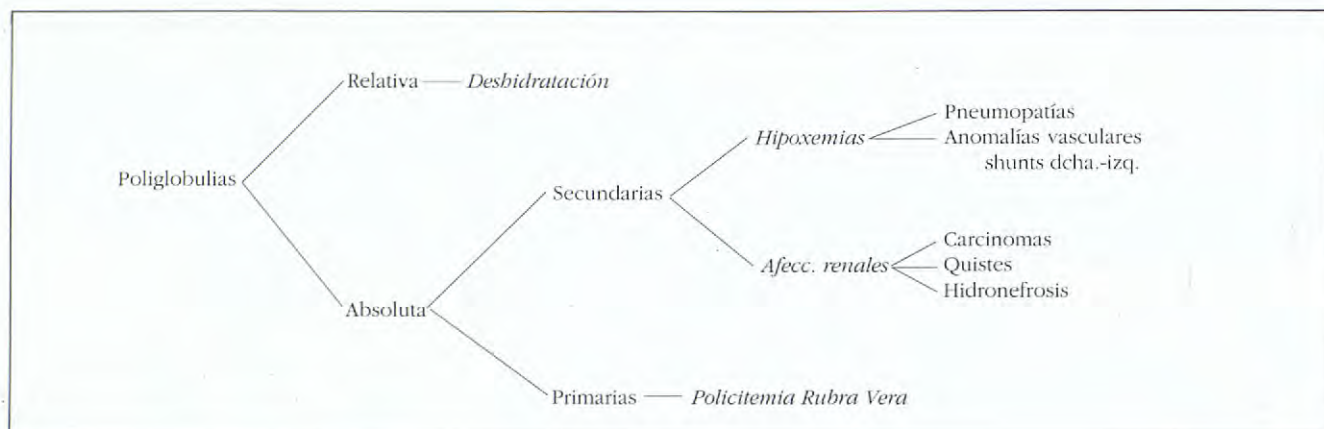 Poliglobulias
Relativa
Desbidratación
Absoluta
Secundarias
Hipoxemias
Pneumopatías
Anomalías vasculares
shunts dcha.-izq.
Afecc. renales
Carcinomas
Quistes
Hidronefrosis
Primarias
Policitemia Rubra Vera